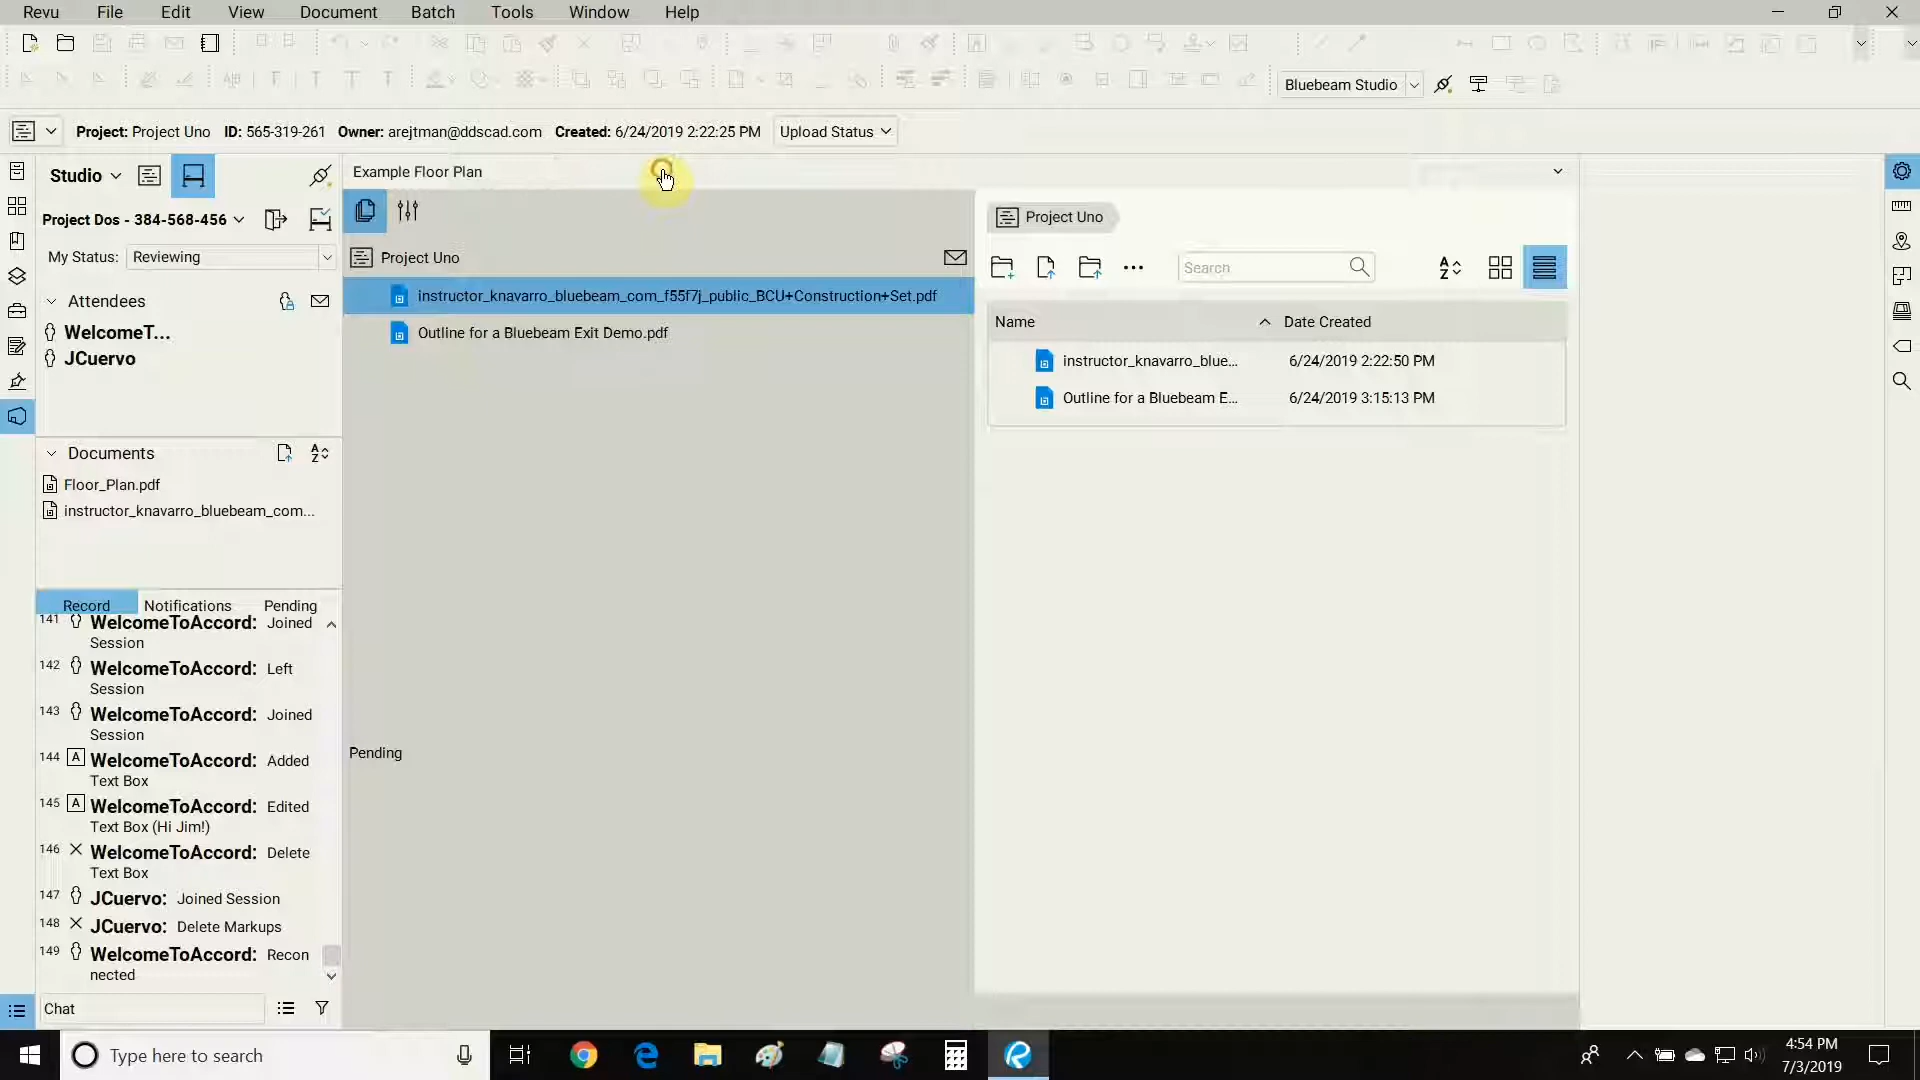 Revu File Edit View Document Batch Tools Window Help
Bluebeam Studio
Project: Project Uno ID: 565-319-261 Owner: arejtman@ddscad.com Created: 6/24/2019 2:22:25 PM Upload Status
Studio
Project Dos - 384-568-456
My Status: Reviewing
Attendees
WelcomeT...
JCuervo
Documents
Floor_Plan.pdf
instructor_knavarro_bluebeam_com...
Record Notifications Pending
141 WelcomeToAccord: Joined
Session
142 WelcomeToAccord: Left
Session
143 WelcomeToAccord: Joined
Session
144 A WelcomeToAccord: Added
Text Box
145 A WelcomeToAccord: Edited
Text Box (Hi Jim!)
146 WelcomeToAccord: Delete
Text Box
147 JCuervo: Joined Session
148 JCuervo: Delete Markups
149 WelcomeToAccord: Recon
nected
Chat
Example Floor Plan
Project Uno
instructor_knavarro_bluebeam_com_f55f7j_public_BCU+Construction+Set.pdf
Outline for a Bluebeam Exit Demo.pdf
Pending
Project Uno
Search
Name Date Created
instructor_knavarro_blue... 6/24/2019 2:22:50 PM
Outline for a Bluebeam E... 6/24/2019 3:15:13 PM
Type here to search
4:54 PM
7/3/2019